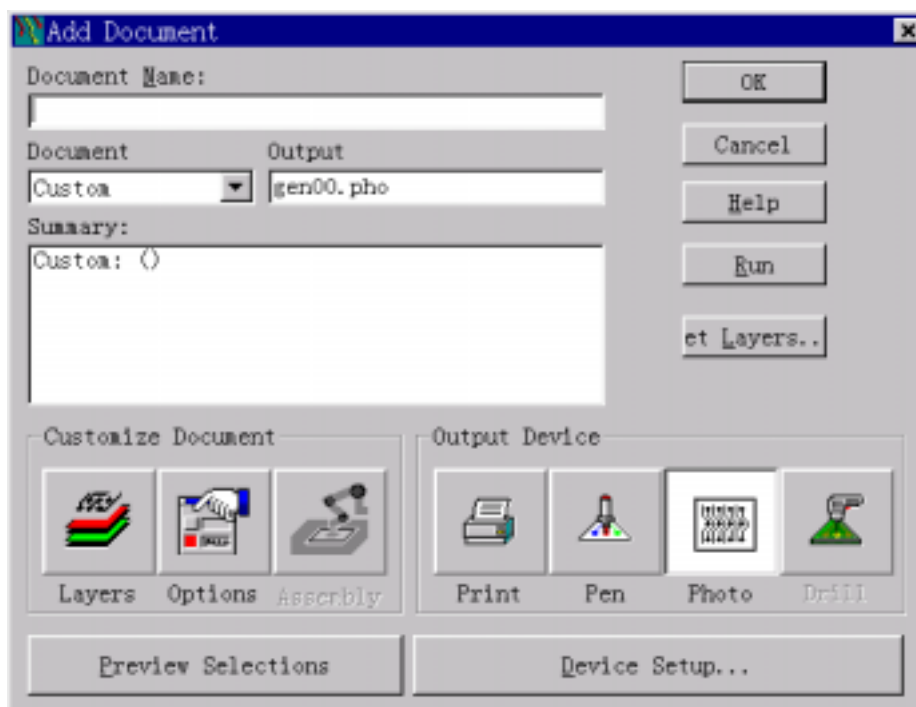 Add Document
Document Name:
OK
Cancel
Document
Output
Custom
gen00.pho
Help
Summary:
Custom: ()
Run
et Layers..
Customize Document
Output Device
Layers
Options
Assembly
Print
Pen
Photo
Drill
Preview Selections
Device Setup...